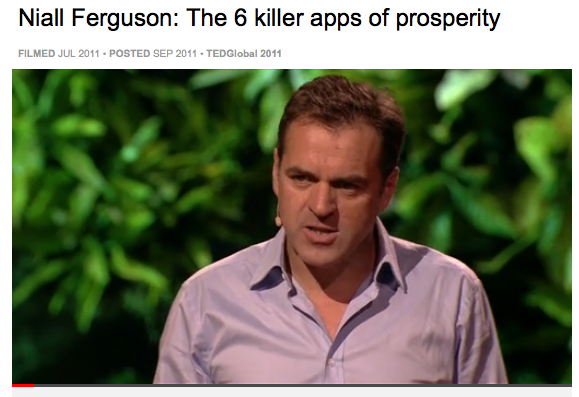 Niall Ferguson: The 6 killer apps of prosperity
FILMED JUL 2011 • POSTED SEP 2011 • TEDGlobal 2011